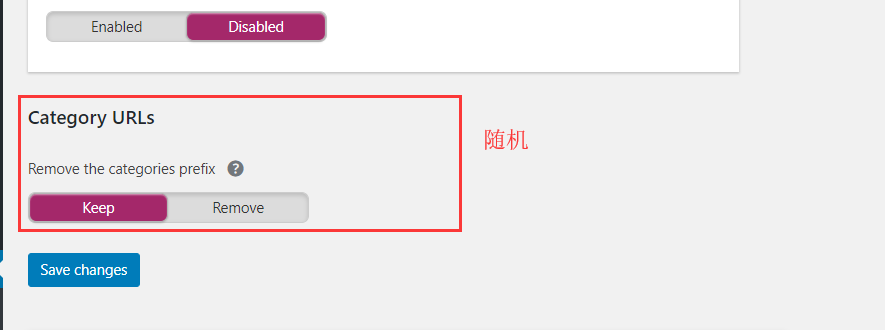 Enabled Disabled
Category URLs
随机
Remove the categories prefix ?
Keep Remove
Save changes